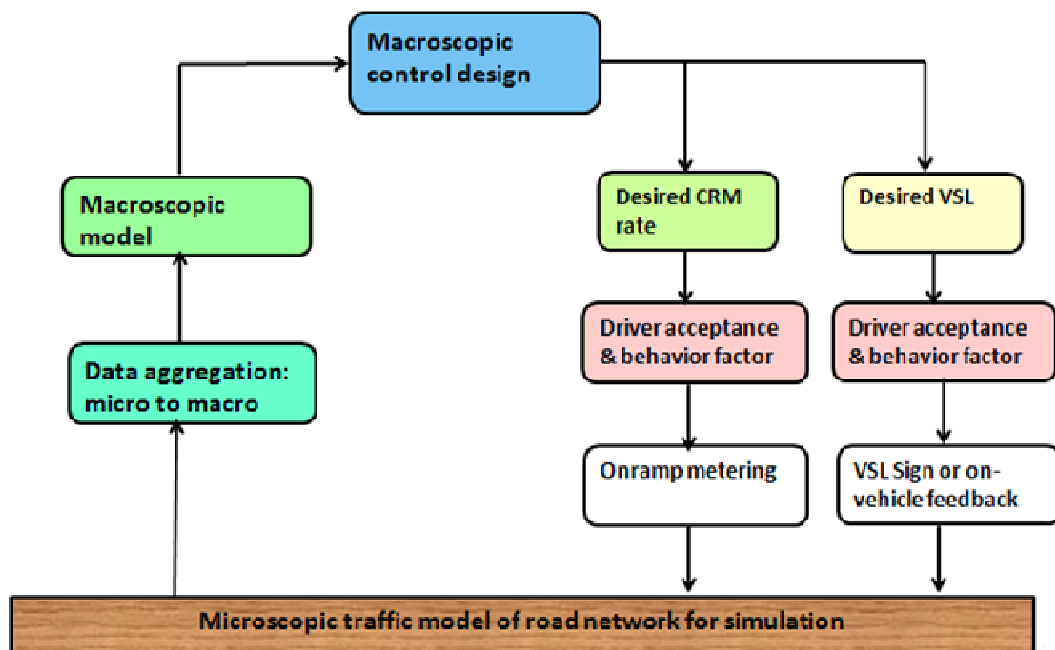 Macroscopic
control design
Macroscopic
model
Desired CRM
rate
Desired VSL
Driver acceptance
& behavior factor
Driver acceptance
& behavior factor
Data aggregation:
micro to macro
Onramp metering
VSL Sign or on-
vehicle feedback
Microscopic traffic model of road network for simulation